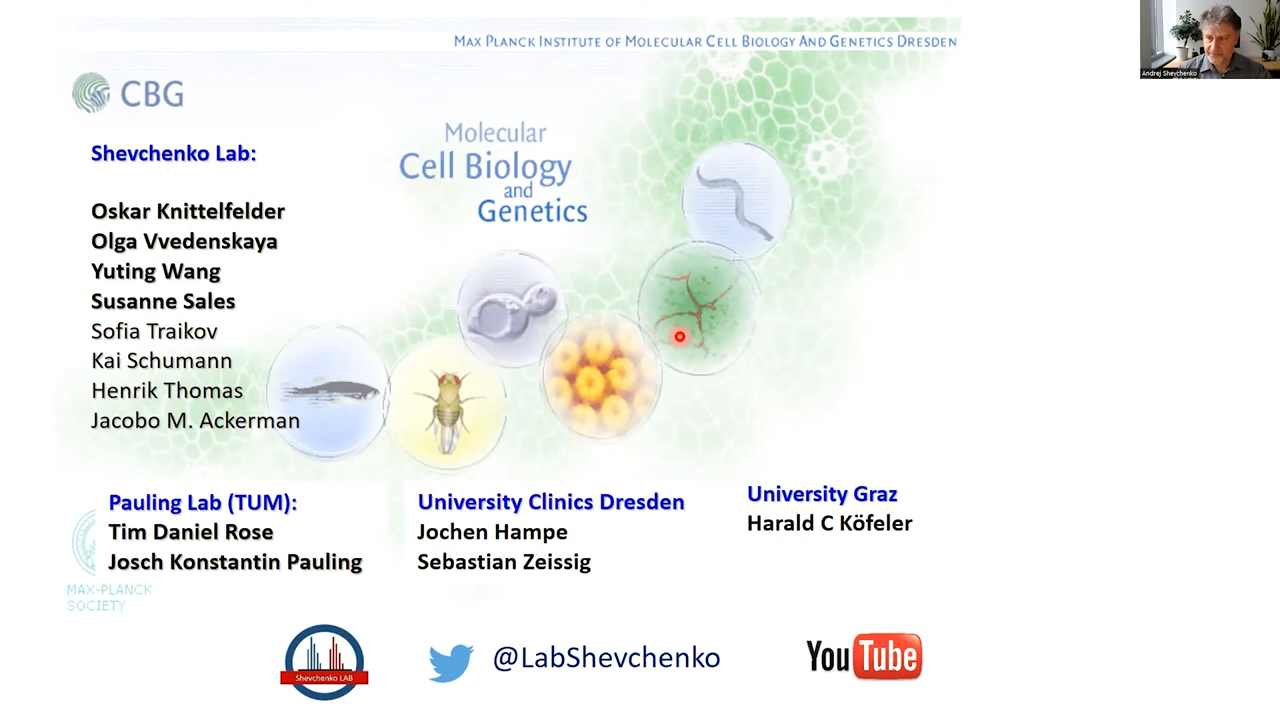 MAX PLANCK INSTITUTE OF MOLECULAR CELL BIOLOGY AND GENETICS DRESDEN
Andrej Shevchenko
CBG
Molecular
Cell Biology
and
Genetics
Shevchenko Lab:
Oskar Knittelfelder
Olga Vvedenskaya
Yuting Wang
Susanne Sales
Sofia Traikov
Kai Schumann
Henrik Thomas
Jacobo M. Ackerman
Pauling Lab (TUM):
Tim Daniel Rose
Josch Konstantin Pauling
University Clinics Dresden
Jochen Hampe
Sebastian Zeissig
University Graz
Harald C Köfeler
MAX-PLANCK
SOCIETY
Shevchenko LAB
@LabShevchenko
YouTube